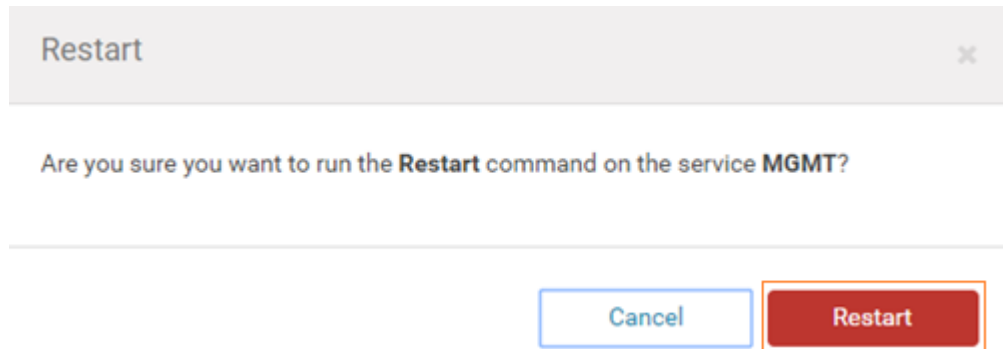 Restart
Are you sure you want to run the Restart command on the service MGMT?
Cancel Restart